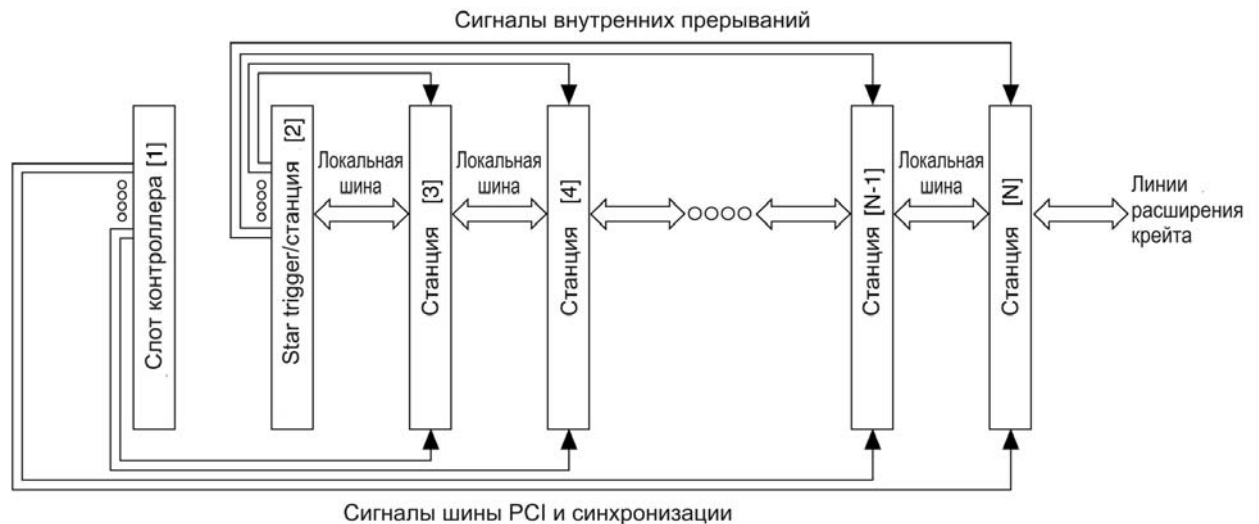 Сигналы внутренних прерываний
Слот контроллера [1]
Star trigger/станция [2]
Локальная
шина
Станция [3]
Локальная
шина
Станция [4]
Станция [N-1]
Локальная
шина
Станция [N]
Линии
расширения
крейта
Сигналы шины PCI и синхронизации